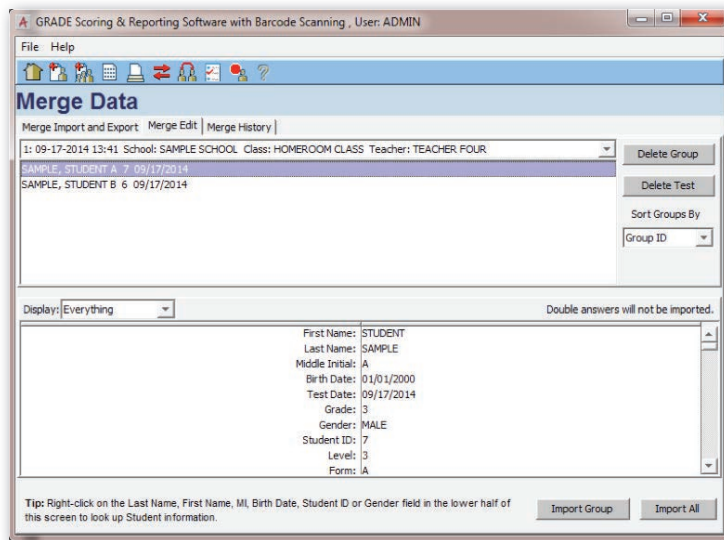 GRADE Scoring & Reporting Software with Barcode Scanning , User: ADMIN
File Help
Merge Data
Merge Import and Export Merge Edit Merge History
1: 09-17-2014 13:41 School: SAMPLE SCHOOL Class: HOMEROOM CLASS Teacher: TEACHER FOUR
Delete Group
SAMPLE, STUDENT A 7 09/17/2014
SAMPLE, STUDENT B 6 09/17/2014
Delete Test
Sort Groups By
Group ID
Display: Everything
Double answers will not be imported.
First Name: STUDENT
Last Name: SAMPLE
Middle Initial: A
Birth Date: 01/01/2000
Test Date: 09/17/2014
Grade: 3
Gender: MALE
Student ID: 7
Level: 3
Form: A
Tip: Right-click on the Last Name, First Name, MI, Birth Date, Student ID or Gender field in the lower half of
this screen to look up Student information.
Import Group
Import All